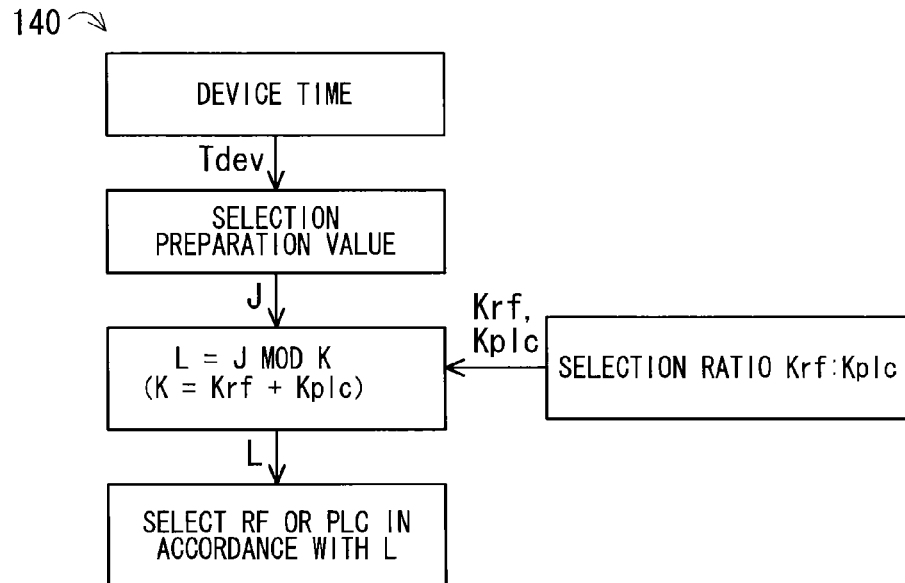 140
DEVICE TIME
Tdev
SELECTION
PREPARATION VALUE
J
Krf,
Kplc
L = J MOD K
(K = Krf + Kplc)
SELECTION RATIO Krf:Kplc
L
SELECT RF OR PLC IN
ACCORDANCE WITH L